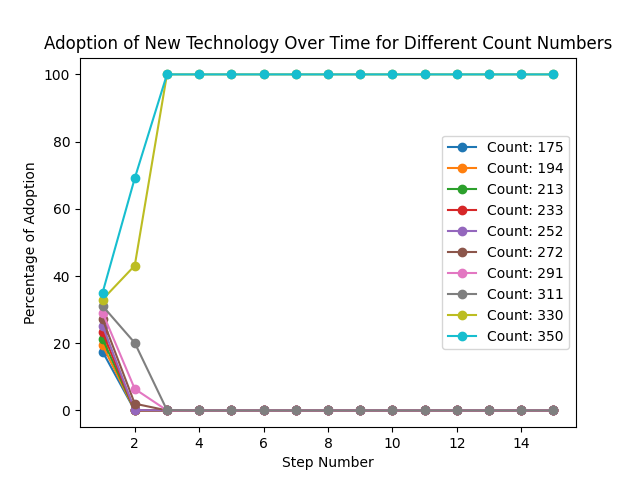 Adoption of New Technology Over Time for Different Count Numbers
100
80
60
40
20
0
Percentage of Adoption
Count: 175
Count: 194
Count: 213
Count: 233
Count: 252
Count: 272
Count: 291
Count: 311
Count: 330
Count: 350
2 4 6 8 10 12 14
Step Number